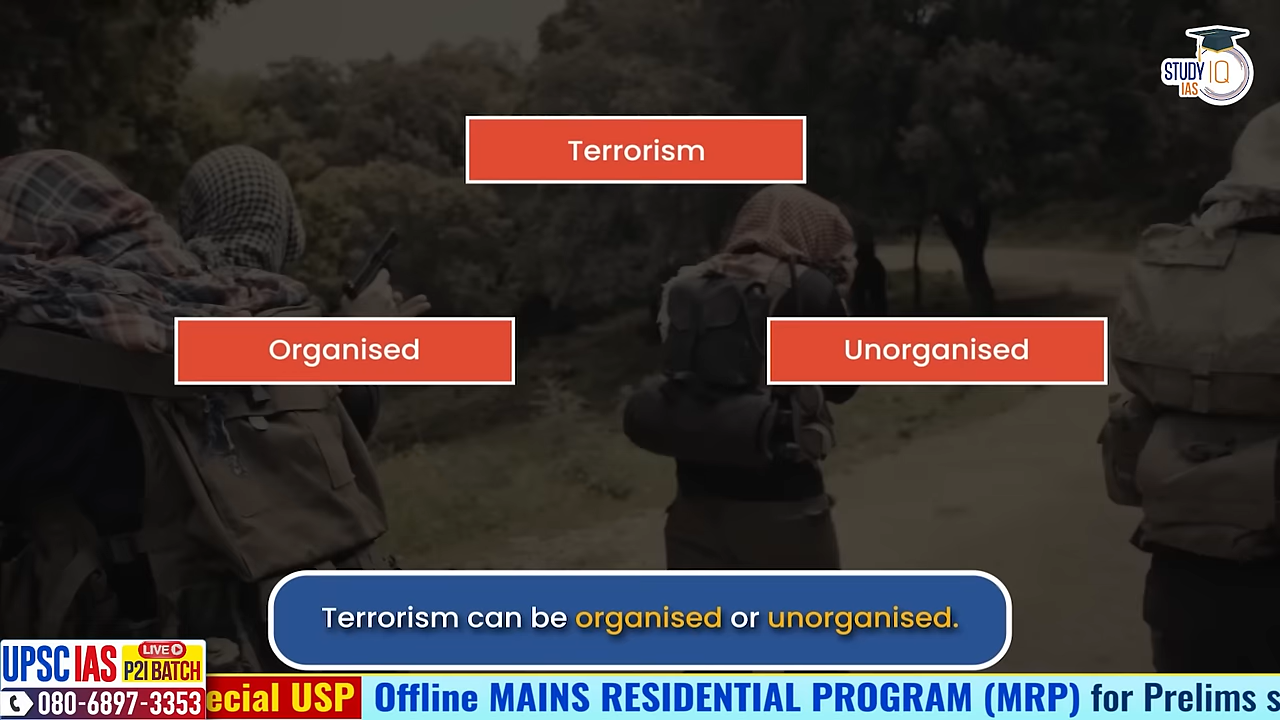 STUDY IQ
IAS
Terrorism
Organised
Unorganised
Terrorism can be organised or unorganised.
UPSC IAS
LIVE
P2I BATCH
080-6897-3353
ecial USP
Offline MAINS RESIDENTIAL PROGRAM (MRP) for Prelims s